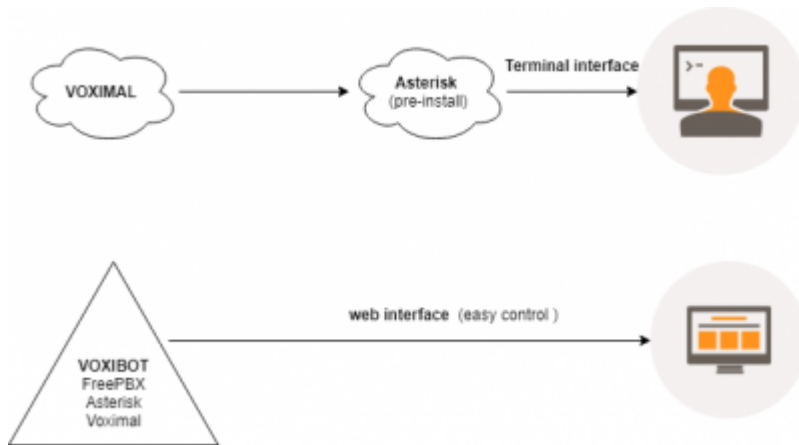 VOXIMAL
Asterisk
(pre-install)
Terminal interface
>-
web interface (easy control )
VOXIBOT
FreePBX
Asterisk
Voximal